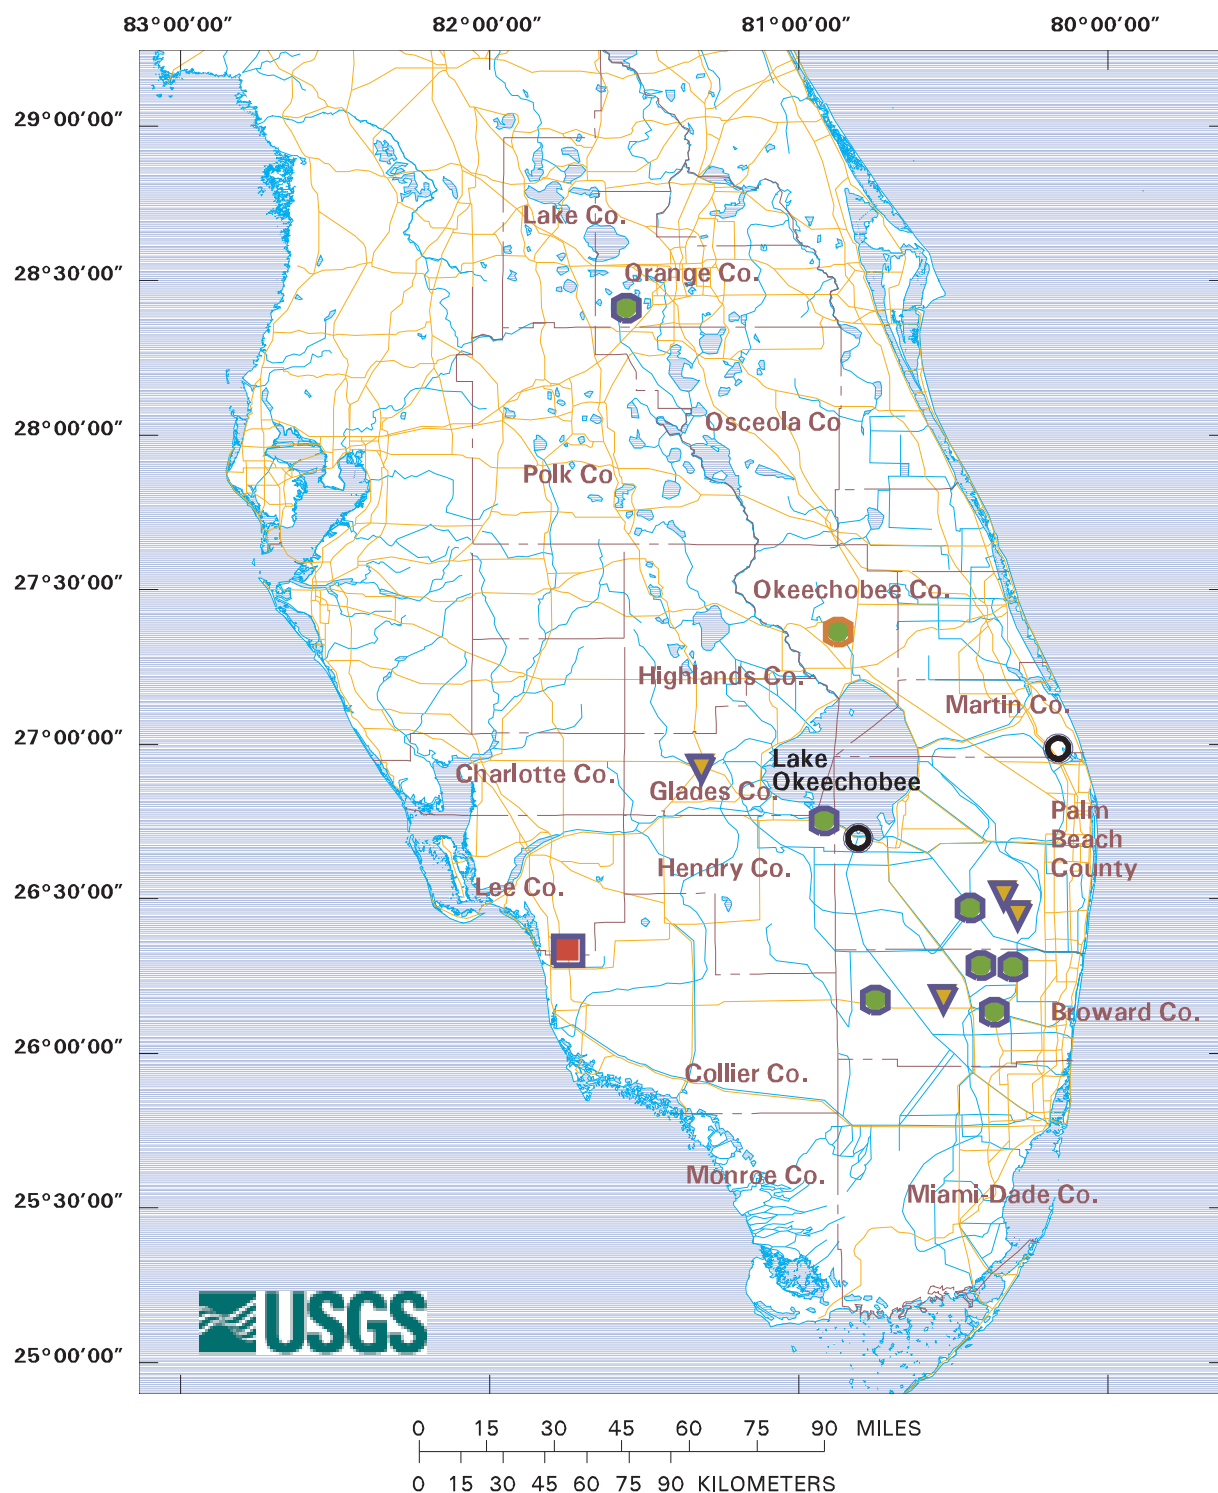 83°00'00" 82°00'00" 81°00'00" 80°00'00"
29°00'00"
Lake Co.
28°30'00"
Orange Co.
28°00'00"
Osceola Co
Polk Co
27°30'00"
Okeechobee Co.
Highlands Co.
Martin Co.
27°00'00"
Lake
Okeechobee
Charlotte Co.
Glades Co.
Palm
Beach
County
Hendry Co.
Lee Co.
26°30'00"
Broward Co.
26°00'00"
Collier Co.
Monroe Co.
Miami-Dade Co.
25°30'00"
USGS
25°00'00"
0 15 30 45 60 75 90 MILES
0 15 30 45 60 75 90 KILOMETERS